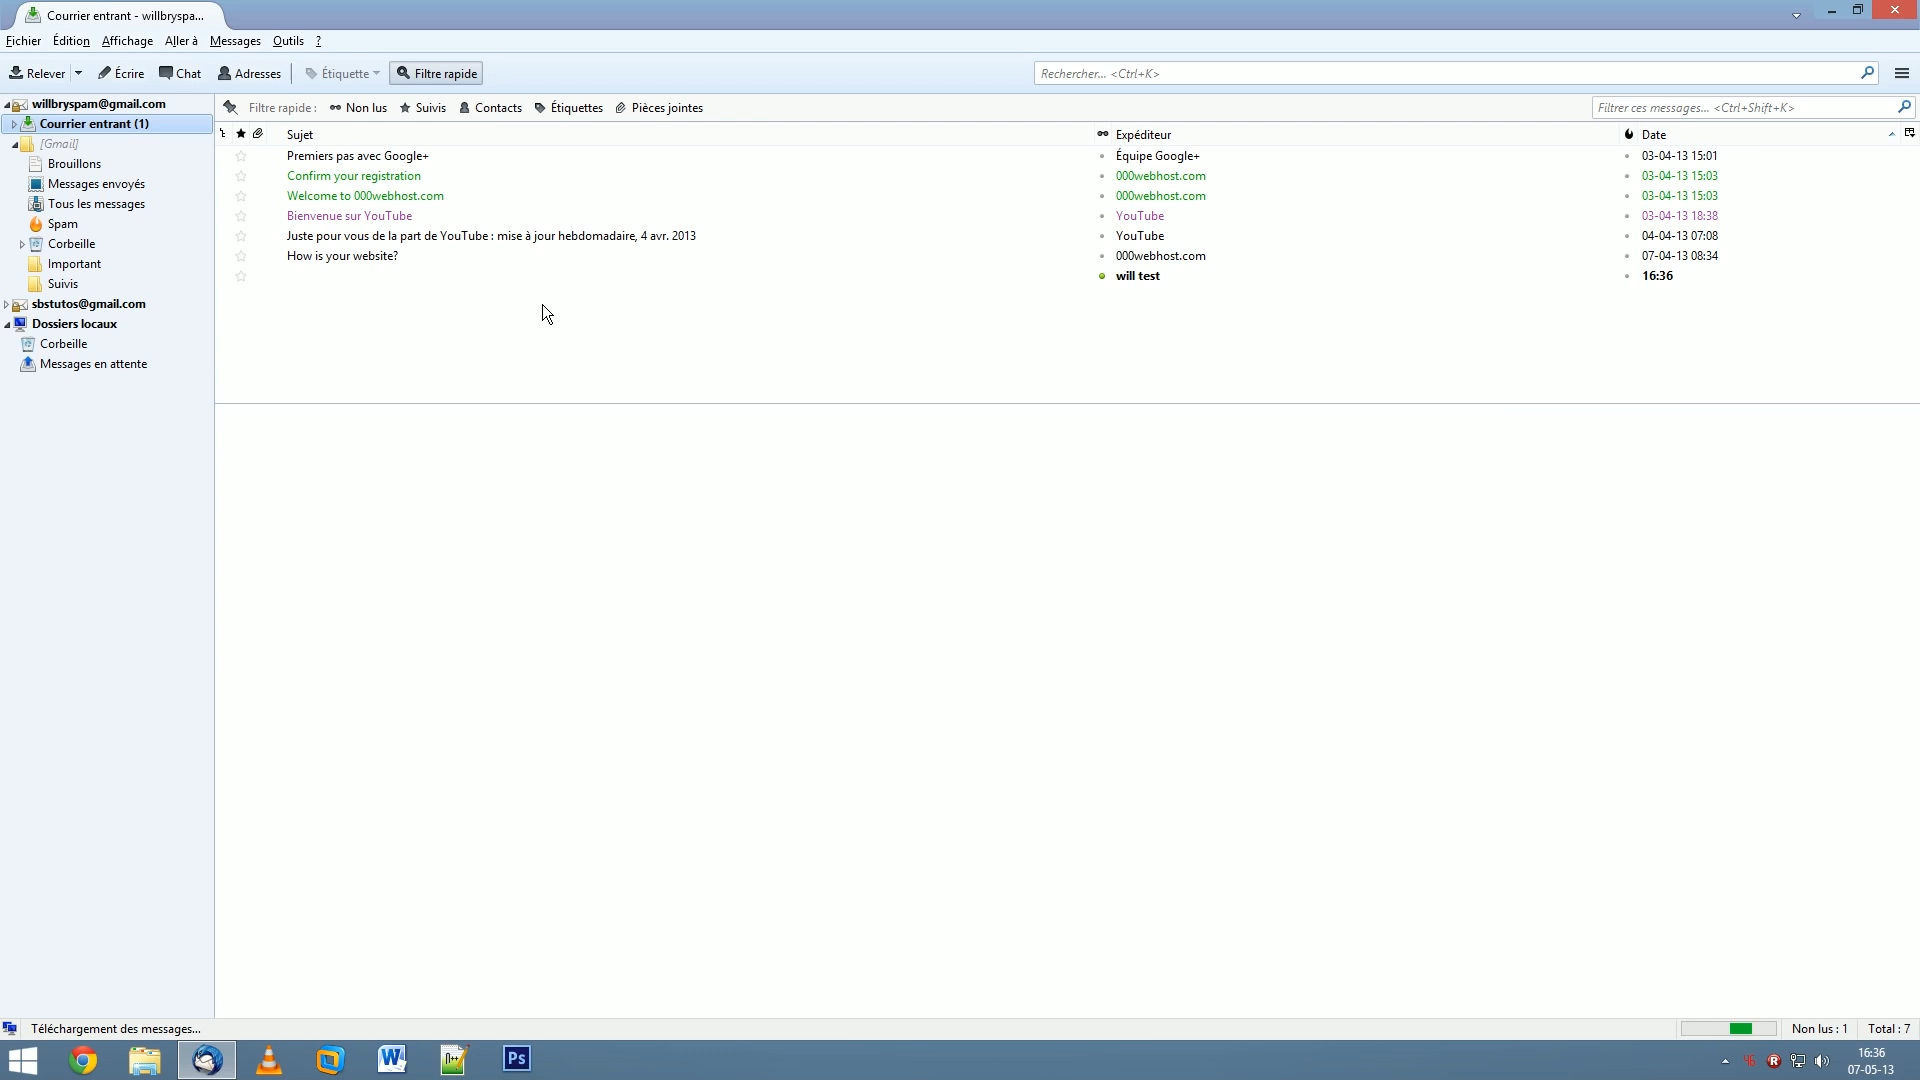 Courrier entrant - willbryspa...
Fichier Édition Affichage Aller à Messages Outils ?
Relever Écrire Chat Adresses Étiquette Filtre rapide Rechercher... <Ctrl+K>
willbryspam@gmail.com
Courrier entrant (1)
[Gmail]
Brouillons
Messages envoyés
Tous les messages
Spam
Corbeille
Important
Suivis
sbstutos@gmail.com
Dossiers locaux
Corbeille
Messages en attente
Filtre rapide : Non lus Suivis Contacts Étiquettes Pièces jointes Filtrer ces messages... <Ctrl+Shift+K>
Sujet Expéditeur Date
Premiers pas avec Google+ Équipe Google+ 03-04-13 15:01
Confirm your registration 000webhost.com 03-04-13 15:03
Welcome to 000webhost.com 000webhost.com 03-04-13 15:03
Bienvenue sur YouTube YouTube 03-04-13 18:38
Juste pour vous de la part de YouTube : mise à jour hebdomadaire, 4 avr. 2013 YouTube 04-04-13 07:08
How is your website? 000webhost.com 07-04-13 08:34
will test 16:36
Téléchargement des messages... Non lus : 1 Total : 7
W Ps 46 R 16:36
07-05-13